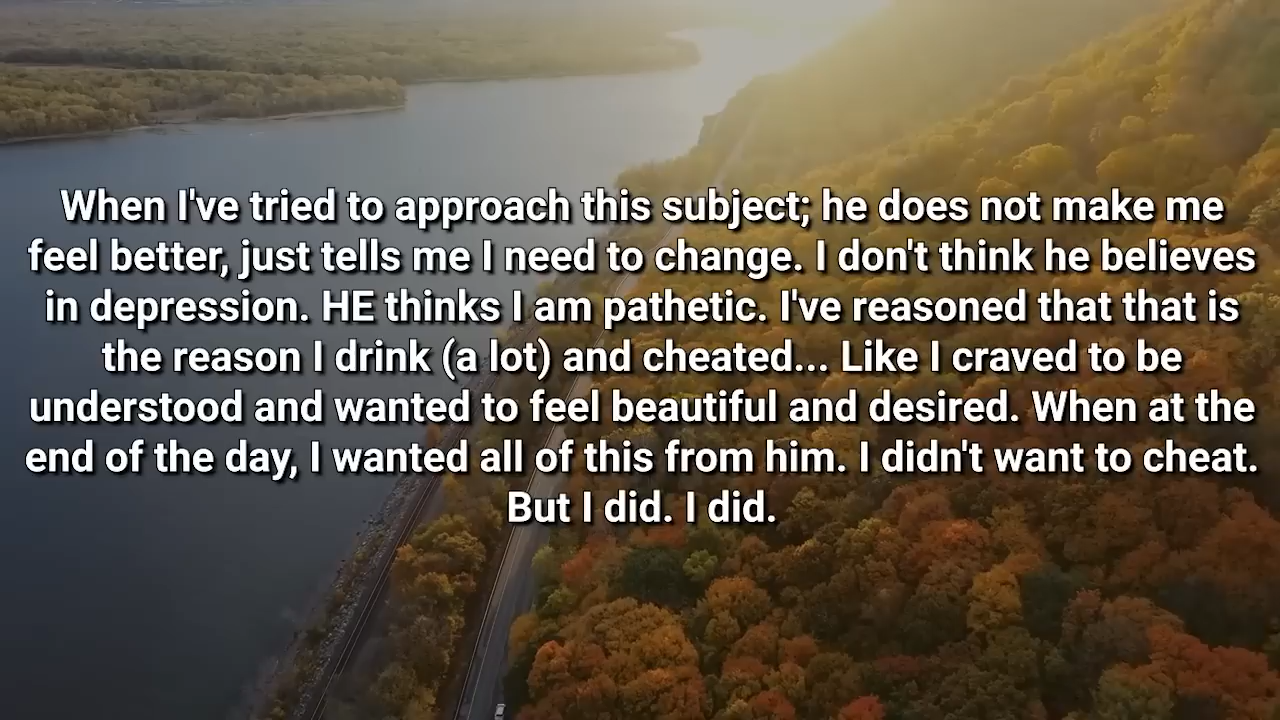 When I've tried to approach this subject; he does not make me
feel better, just tells me I need to change. I don't think he believes
in depression. HE thinks I am pathetic. I've reasoned that that is
the reason I drink (a lot) and cheated... Like I craved to be
understood and wanted to feel beautiful and desired. When at the
end of the day, I wanted all of this from him. I didn't want to cheat.
But I did. I did.